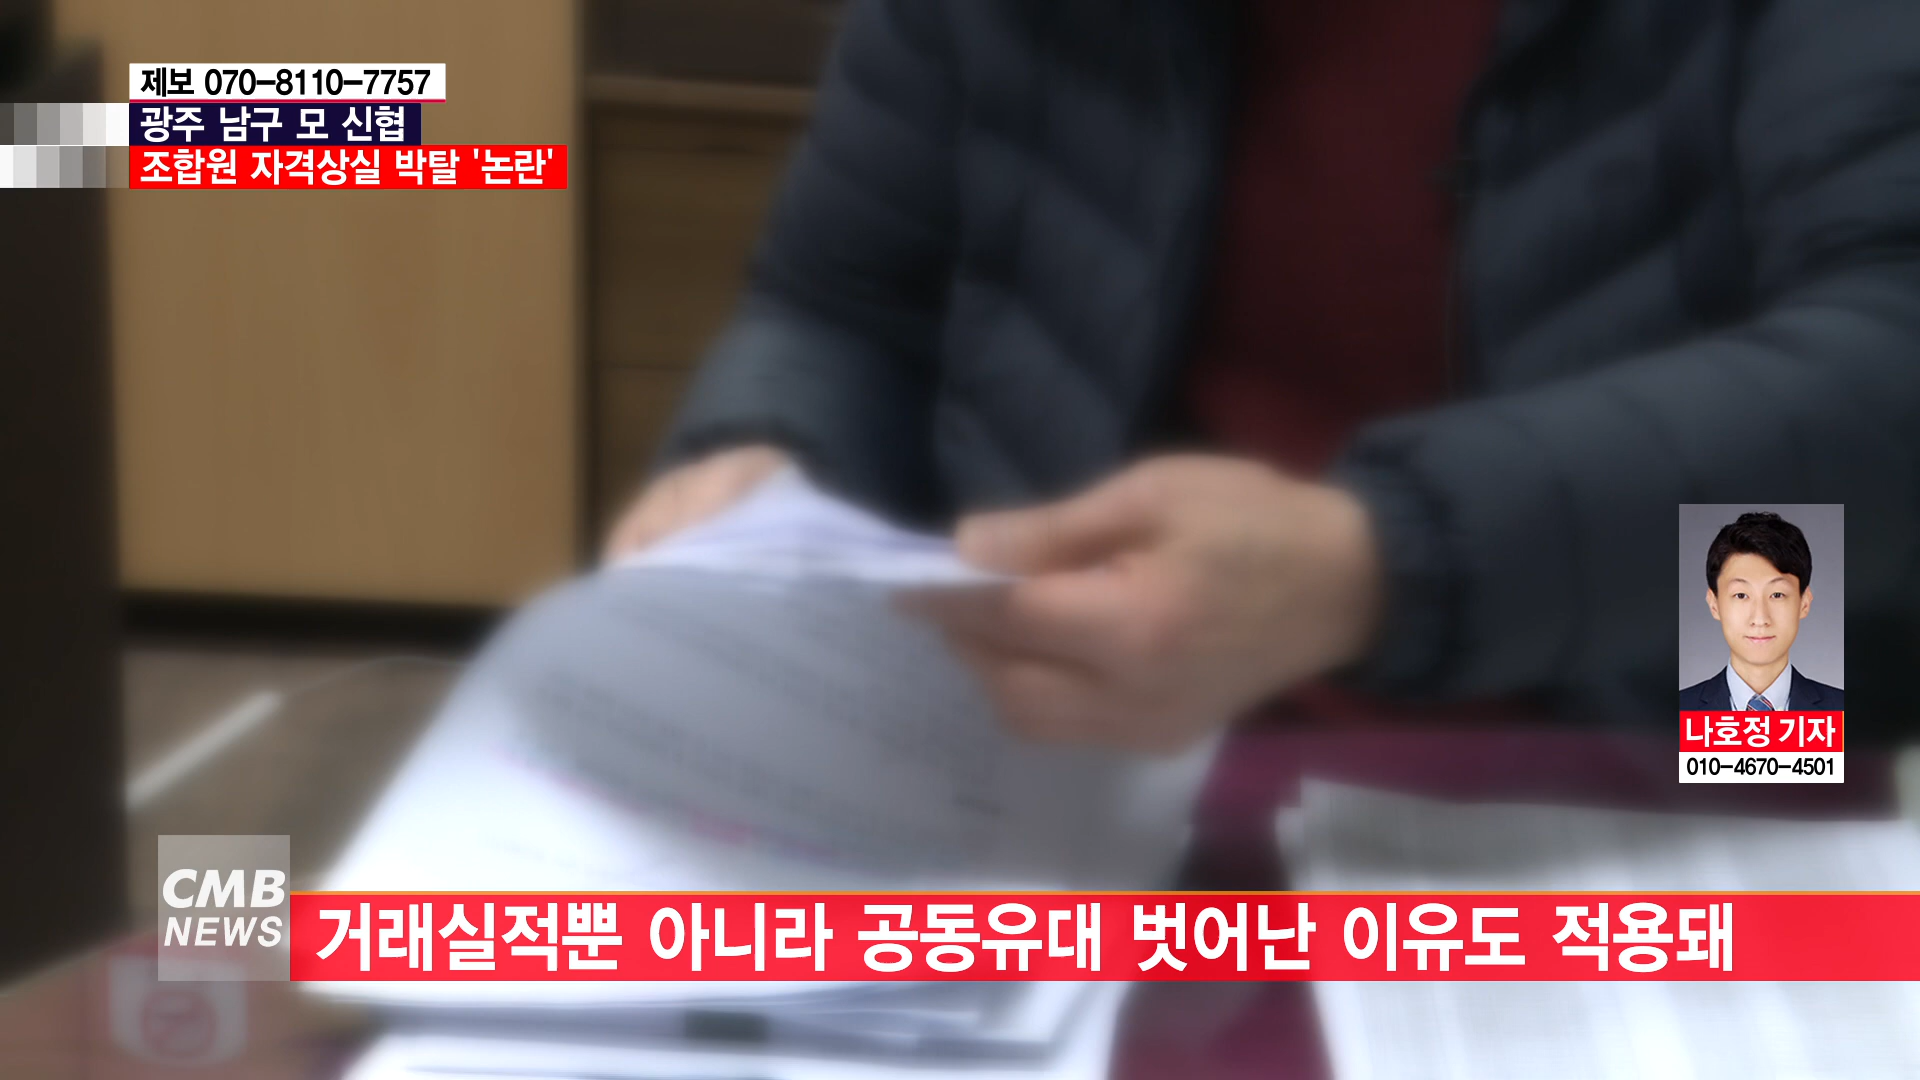 제보 070-8110-7757
광주 남구 모 신협
조합원 자격상실 박탈 '논란'
나호정 기자
010-4670-4501
CMB
NEWS
거래실적뿐 아니라 공동유대 벗어난 이유도 적용돼